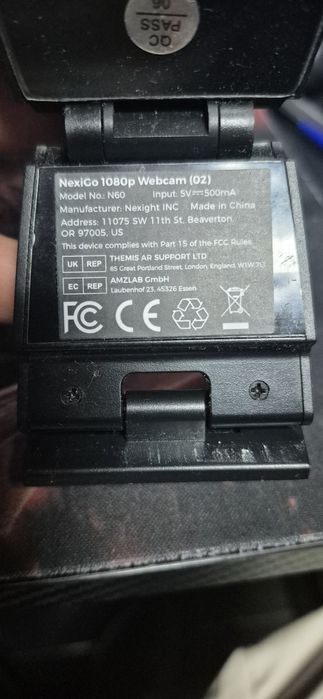 QC
PASS
06
NexiGo 1080p Webcam (02)
Model No.: N60 Input: 5V⎓500mA
Manufacturer: Nexight INC Made in China
Address: 11075 SW 11th St. Beaverton,
OR 97005, US
This device complies with Part 15 of the FCC Rules
UK REP THEMIS AR SUPPORT LTD
85 Great Portland Street, London, England, W1W 7LT
EC REP AMZLAB GmbH
Laubenhof 23, 45326 Essen
FC CE